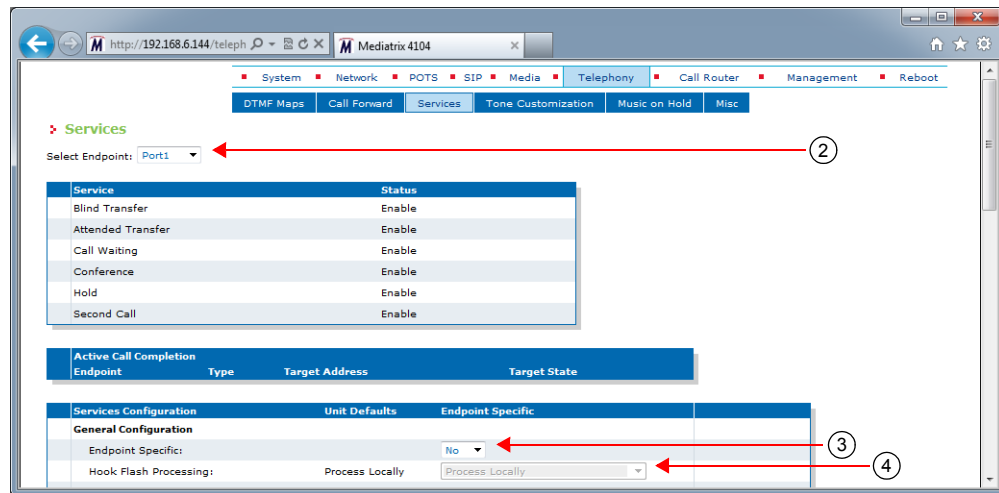 http://192.168.6.144/teleph
Mediatrix 4104
System Network POTS SIP Media Telephony Call Router Management Reboot
DTMF Maps Call Forward Services Tone Customization Music on Hold Misc
Services
Select Endpoint: Port1
2
Service Status
Blind Transfer Enable
Attended Transfer Enable
Call Waiting Enable
Conference Enable
Hold Enable
Second Call Enable
Active Call Completion
Endpoint Type Target Address Target State
Services Configuration Unit Defaults Endpoint Specific
General Configuration
Endpoint Specific: No
3
Hook Flash Processing: Process Locally Process Locally
4